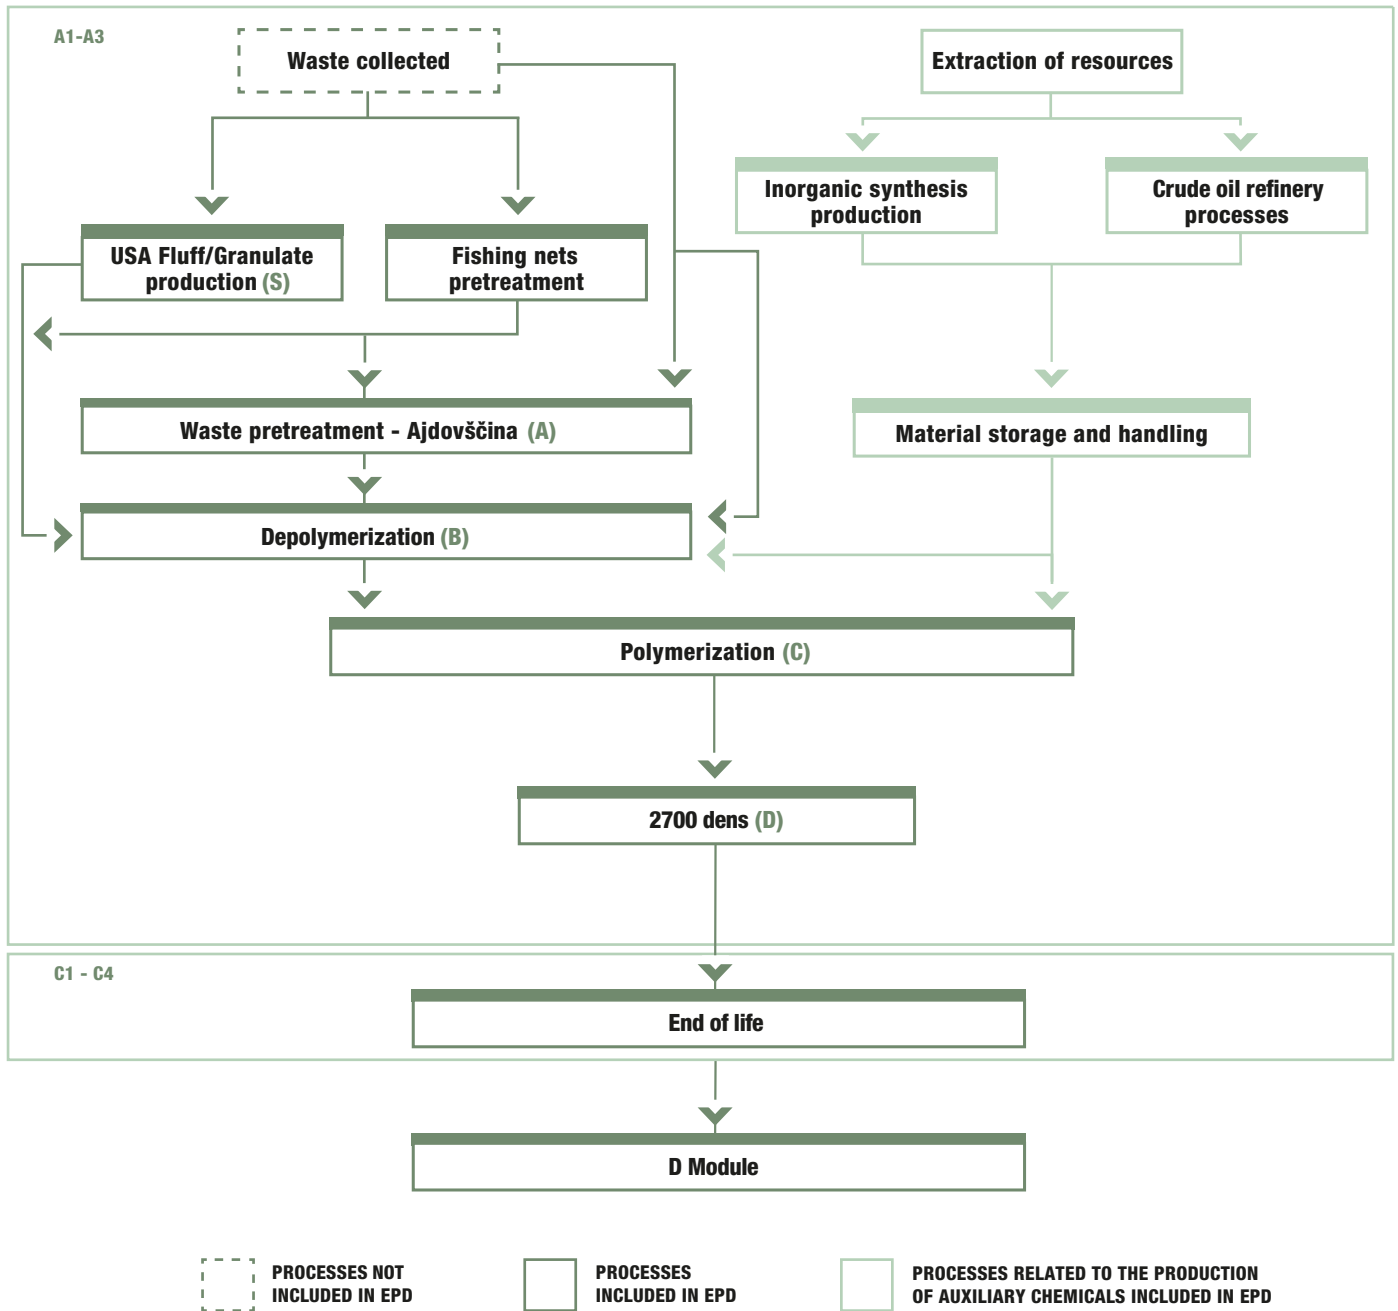 A1-A3
Waste collected
Extraction of resources
Inorganic synthesis
production
Crude oil refinery
processes
USA Fluff/Granulate
production (S)
Fishing nets
pretreatment
Waste pretreatment - Ajdovščina (A)
Material storage and handling
Depolymerization (B)
Polymerization (C)
2700 dens (D)
C1 - C4
End of life
D Module
PROCESSES NOT
INCLUDED IN EPD
PROCESSES
INCLUDED IN EPD
PROCESSES RELATED TO THE PRODUCTION
OF AUXILIARY CHEMICALS INCLUDED IN EPD